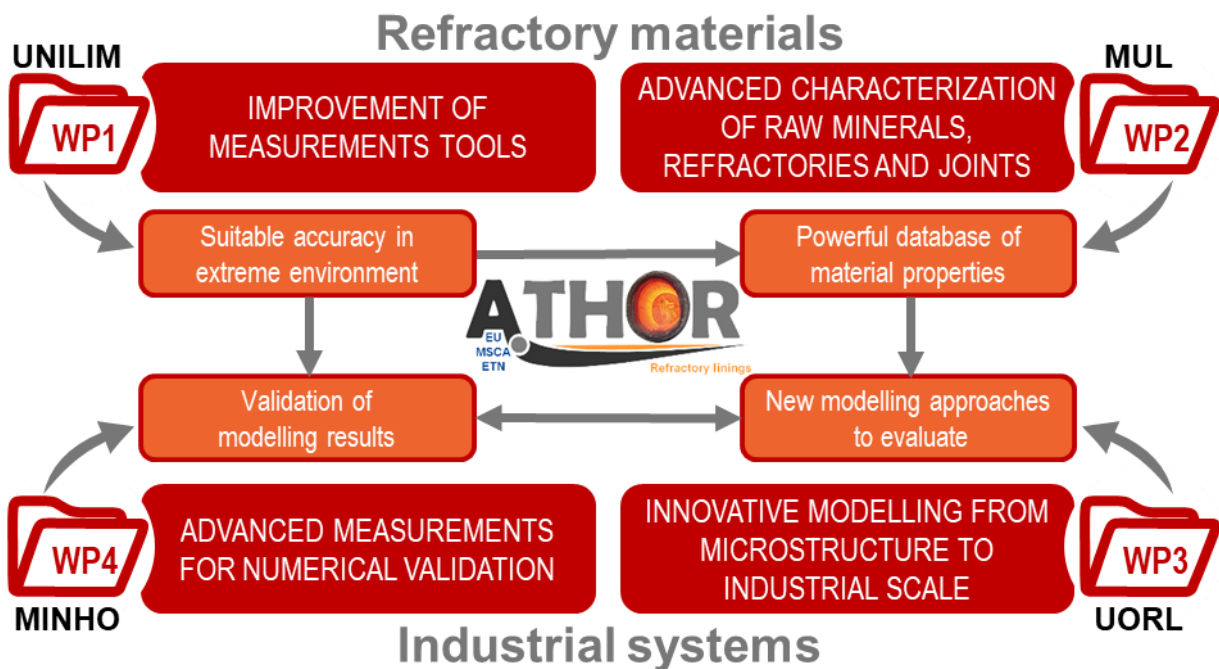 Refractory materials
UNILIM
WP1
IMPROVEMENT OF
MEASUREMENTS TOOLS
ADVANCED CHARACTERIZATION
OF RAW MINERALS,
REFRACTORIES AND JOINTS
MUL
WP2
Suitable accuracy in
extreme environment
Powerful database of
material properties
ATHOR
EU
MSCA
ETN
Refractory linings
Validation of
modelling results
New modelling approaches
to evaluate
WP4
MINHO
ADVANCED MEASUREMENTS
FOR NUMERICAL VALIDATION
INNOVATIVE MODELLING FROM
MICROSTRUCTURE TO
INDUSTRIAL SCALE
WP3
UORL
Industrial systems